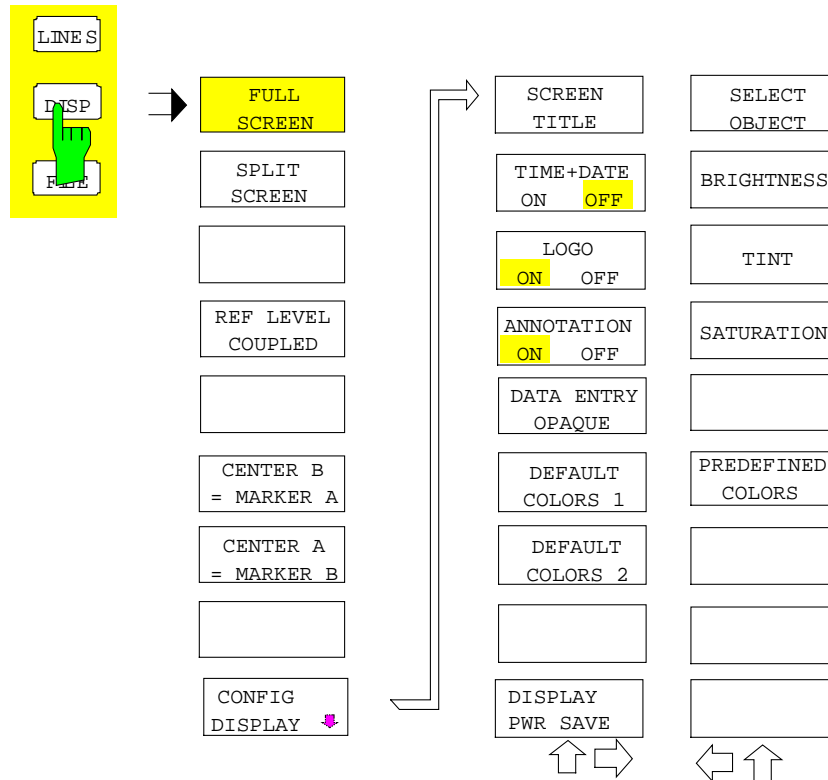 LINES
DISP
FILE
FULL
SCREEN
SPLIT
SCREEN
REF LEVEL
COUPLED
CENTER B
= MARKER A
CENTER A
= MARKER B
CONFIG
DISPLAY
SCREEN
TITLE
TIME+DATE
ON OFF
LOGO
ON OFF
ANNOTATION
ON OFF
DATA ENTRY
OPAQUE
DEFAULT
COLORS 1
DEFAULT
COLORS 2
DISPLAY
PWR SAVE
SELECT
OBJECT
BRIGHTNESS
TINT
SATURATION
PREDEFINED
COLORS